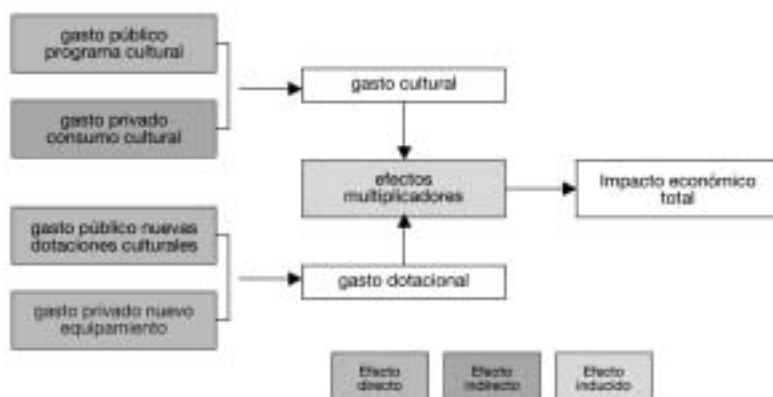 gasto público
programa cultural
gasto privado
consumo cultural
gasto cultural
efectos
multiplicadores
Impacto económico
total
gasto público nuevas
dotaciones culturales
gasto privado nuevo
equipamiento
gasto dotacional
Efecto
directo
Efecto
indirecto
Efecto
inducido